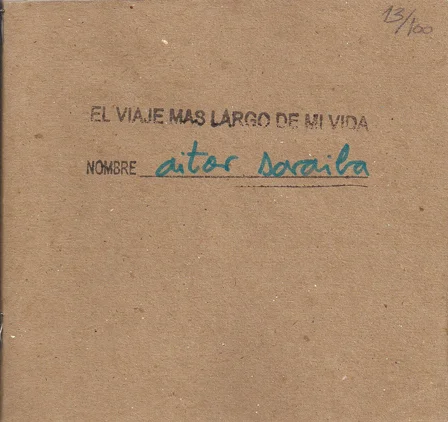 13/100
EL VIAJE MAS LARGO DE MI VIDA
NOMBRE aitor saraiba